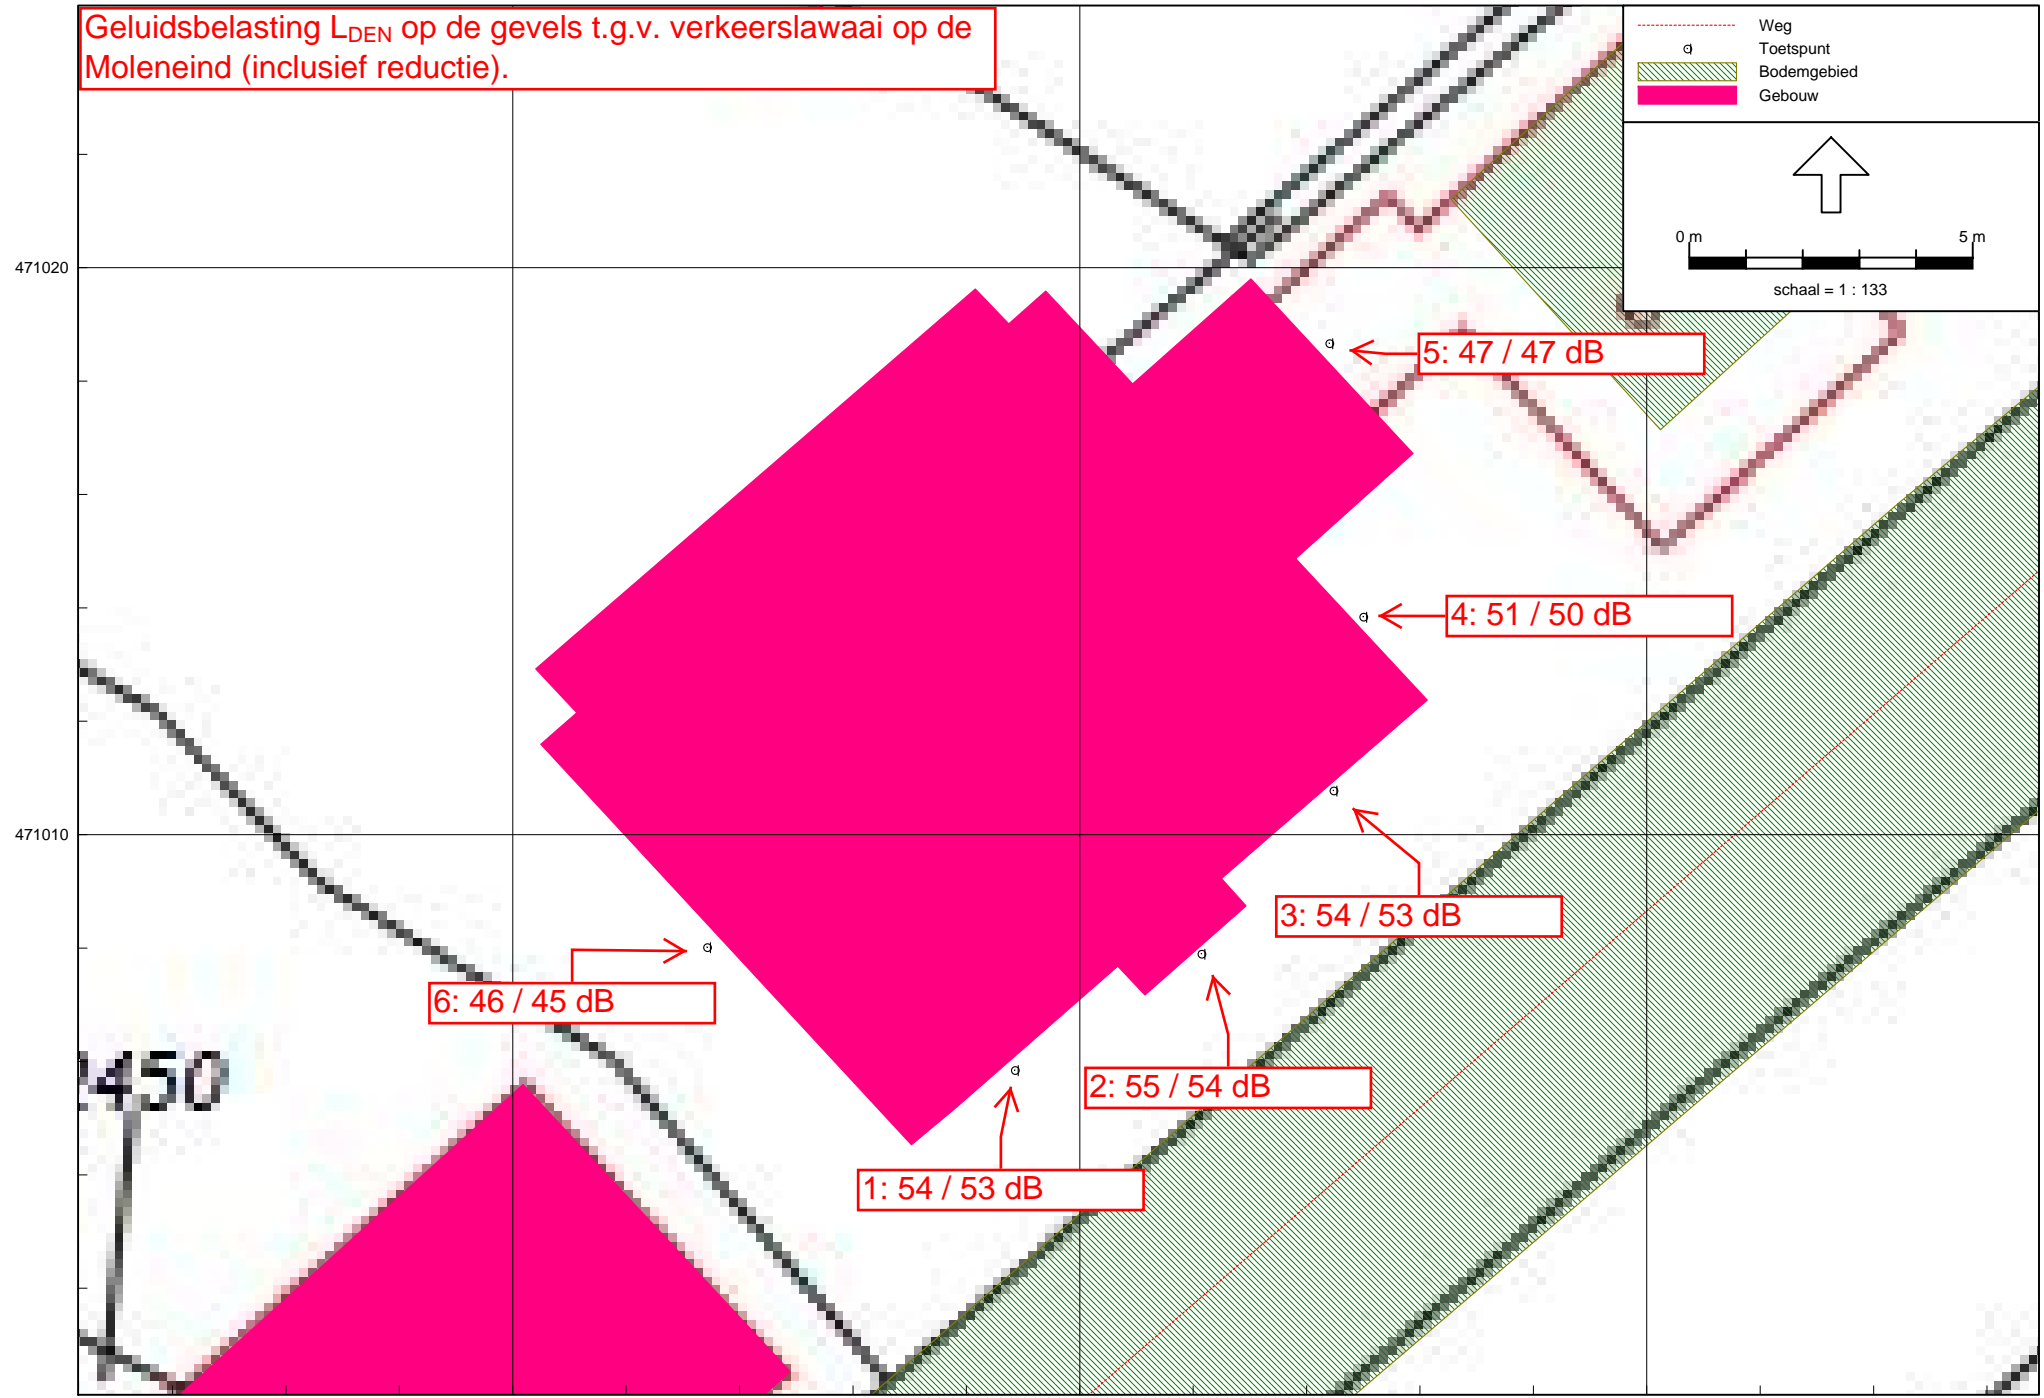 Geluidsbelasting LDEN op de gevels t.g.v. verkeerslawaai op de
Moleneind (inclusief reductie).
Weg
Toetspunt
Bodemgebied
Gebouw
0 m 5 m
schaal = 1 : 133
471020
5: 47 / 47 dB
4: 51 / 50 dB
471010
3: 54 / 53 dB
6: 46 / 45 dB
2: 55 / 54 dB
1: 54 / 53 dB